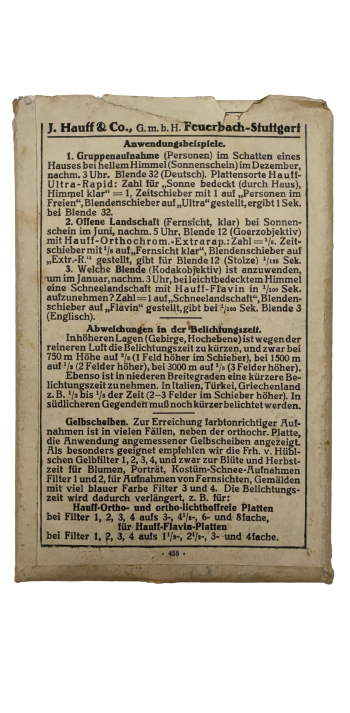 J. Hauff & Co., G.m.b.H. Feuerbach-Stuttgart
Anwendungsbeispiele.
1. Gruppenaufnahme (Personen) im Schatten eines
Hauses bei hellem Himmel (Sonnenschein) im Dezember,
nachm. 3 Uhr. Blende 32 (Deutsch). Plattensorte Hauff-
Ultra-Rapid: Zahl für „Sonne bedeckt (durch Haus),
Himmel klar" = 1, Zeitschieber mit 1 auf „Personen im
Freien", Blendenschieber auf „Ultra" gestellt, ergibt 1 Sek.
bei Blende 32.
2. Offene Landschaft (Fernsicht, klar) bei Sonnen-
schein im Juni, nachm. 5 Uhr, Blende 12 (Goerzobjektiv)
mit Hauff-Orthochrom.-Extrarap.: Zahl = Zeit-
schieber mit auf „Fernsicht klar", Blendenschieber auf
„Extr.-R." gestellt, gibt für Blende 12 (Stolze) Sek.
3. Welche Blende (Kodakobjektiv) ist anzuwenden,
um im Januar, nachm. 3 Uhr, bei leichtbedecktem Himmel
eine Schneelandschaft mit Hauff-Flavin in 1/200 Sek.
aufzunehmen? Zahl = 1 auf „Schneelandschaft", Blenden-
schieber auf „Flavin" gestellt, gibt bei 1/200 Sek. Blende 3
(Englisch).
Abweichungen in der Belichtungszeit.
In höheren Lagen (Gebirge, Hochebene) ist wegen der
reineren Luft die Belichtungszeit zu kürzen, und zwar bei
750 m Höhe auf 2/3 (1 Feld höher im Schieber), bei 1500 m
auf 1/2 (2 Felder höher), bei 3000 m auf 1/3 (3 Felder höher).
Ebenso ist in niederen Breitegraden eine kürzere Be-
lichtungszeit zu nehmen. In Italien, Türkei, Griechenland
z. B. 1/2 bis 1/3 der Zeit (2–3 Felder im Schieber höher). In
südlicheren Gegenden muß noch kürzer belichtet werden.
Gelbscheiben. Zur Erreichung farbtonrichtiger Auf-
nahmen ist in vielen Fällen, neben der orthochr. Platte,
die Anwendung angemessener Gelbscheiben angezeigt.
Als besonders geeignet empfehlen wir die Frh. v. Hübl-
schen Gelbfilter 1, 2, 3, 4, und zwar zur Blüte und Herbst-
zeit für Blumen, Porträt, Kostüm-Schnee-Aufnahmen
Filter 1 und 2, für Aufnahmen von Fernsichten, Gemälden
mit viel blauer Farbe Filter 3 und 4. Die Belichtungs-
zeit wird dadurch verlängert, z. B. für:
Hauff-Ortho- und ortho-lichthoffreie Platten
bei Filter 1, 2, 3, 4 aufs 3-, 4 1/2-, 6- und 8fache,
für Hauff-Flavin-Platten
bei Filter 1, 2, 3, 4 aufs 1 1/2-, 2 1/2-, 3- und 4fache.